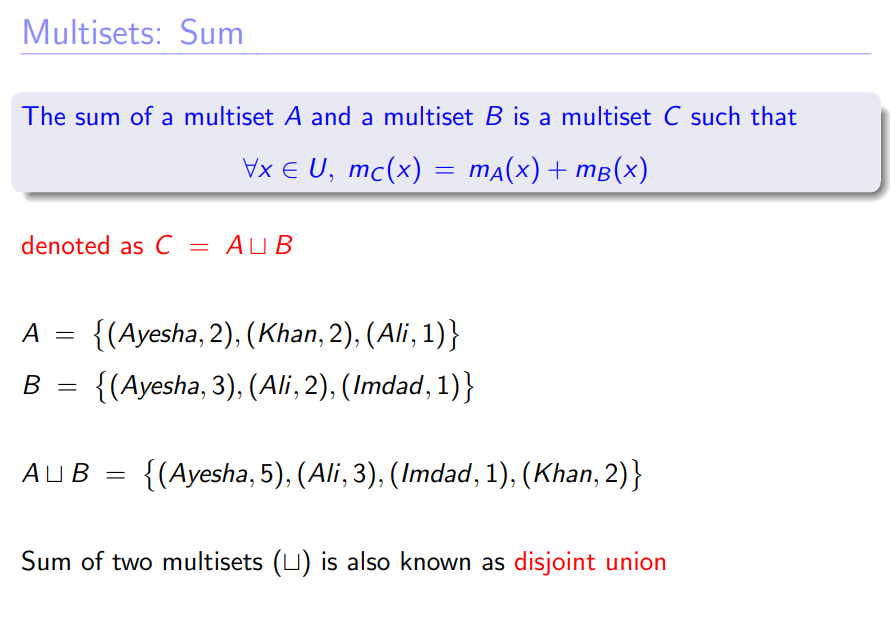 Multisets: Sum
The sum of a multiset A and a multiset B is a multiset C such that
∀x ∈ U, m_C(x) = m_A(x) + m_B(x)
denoted as C = A ⊔ B
A = {(Ayesha, 2), (Khan, 2), (Ali, 1)}
B = {(Ayesha, 3), (Ali, 2), (Imdad, 1)}
A ⊔ B = {(Ayesha, 5), (Ali, 3), (Imdad, 1), (Khan, 2)}
Sum of two multisets (⊔) is also known as disjoint union